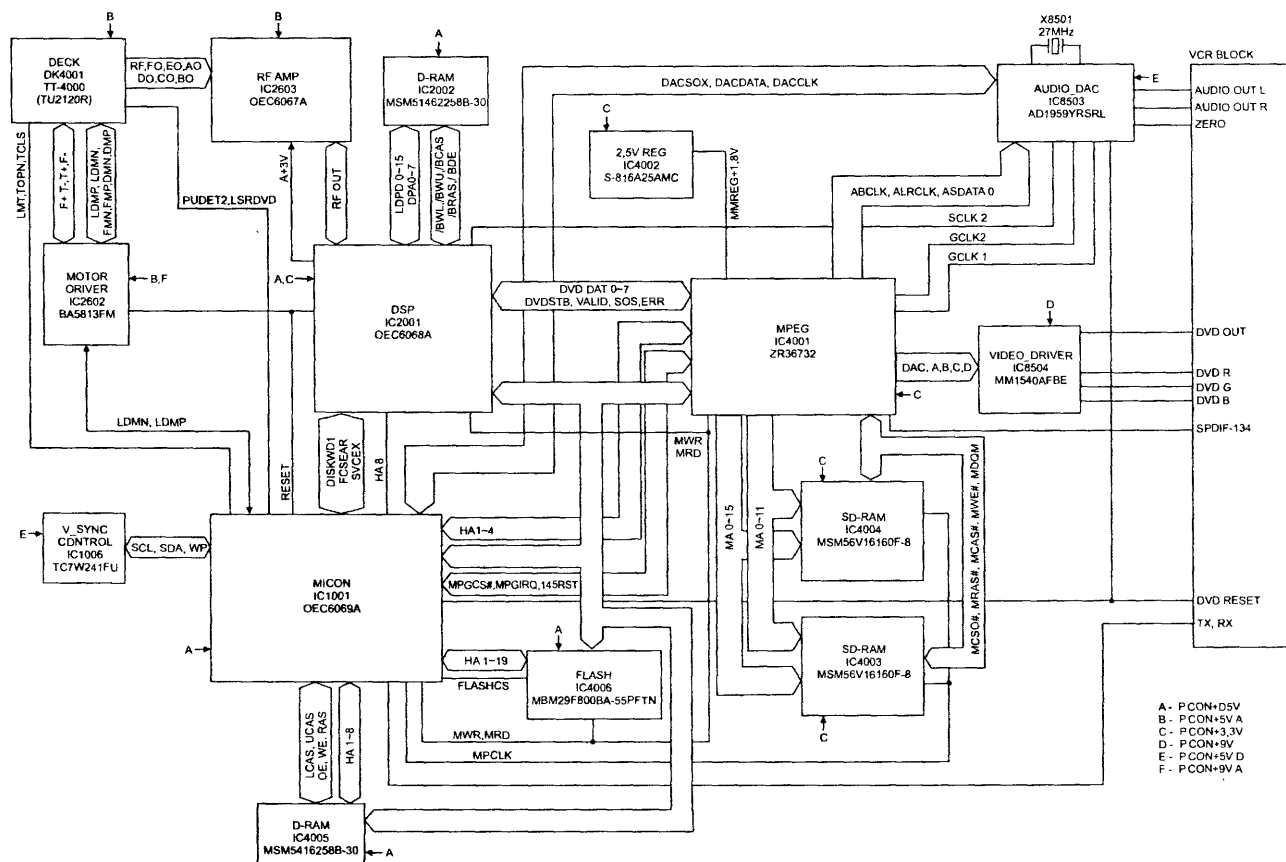 B
DECK
DK4001
TT-4000
(TU2120R)
RF,FO,EO,AO
DO,CO,BO
B
RF AMP
IC2603
OEC6067A
A
D-RAM
IC2002
MSM51462258B-30
X8501
27MHz
DACSOX, DACDATA, DACCLK
AUDIO_DAC
IC8503
AD1959YRSRL
E
VCR BLOCK
AUDIO OUT L
AUDIO OUT R
ZERO
C
2,5V REG
IC4002
S-816A25AMC
MMREG+1,8V
LMT,TOPN,TCLS
F+ T-,T+,F-
LDMP, LDMN,
FMN,FMP,DMN,DMP
PUDET2,LSRDVD
A+3V
RF OUT
LDPD 0~15
DPA0~7
/BWL,/BWU,/BCAS
/BRAS,/ BDE
ABCLK, ALRCLK, ASDATA 0
SCLK 2
GCLK2
GCLK 1
MOTOR
ORIVER
IC2602
BA5813FM
B,F
A,C
DSP
IC2001
OEC6068A
DVD DAT 0~7
DVDSTB, VALID, SOS,ERR
MPEG
IC4001
ZR36732
C
DAC, A,B,C,D
D
VIDEO_DRIVER
IC8504
MM1540AFBE
DVD OUT
DVD R
DVD G
DVD B
SPDIF-134
LDMN, LDMP
RESET
DISKWD1
FCSEAR
SVCEX
HA 8
MWR
MRD
E
V_SYNC
CDNTROL
IC1006
TC7W241FU
SCL, SDA, WP
MICON
IC1001
OEC6069A
A
HA1~4
MPGCS#,MPGIRQ,145RST
MA 0~15
MA 0~11
C
SD-RAM
IC4004
MSM56V16160F-8
MCSO#, MRAS#, MCAS#, MWE#, MDQM
DVD RESET
TX, RX
HA 1~19
FLASHCS
A
FLASH
IC4006
MBM29F800BA-55PFTN
SD-RAM
IC4003
MSM56V16160F-8
C
MWR,MRD
MPCLK
LCAS, UCAS
OE, WE, RAS
HA 1~8
D-RAM
IC4005
MSM5416258B-30
A
A - PCON+D5V
B - PCON+5V A
C - PCON+3,3V
D - PCON+9V
E - PCON+5V D
F - PCON+9V A